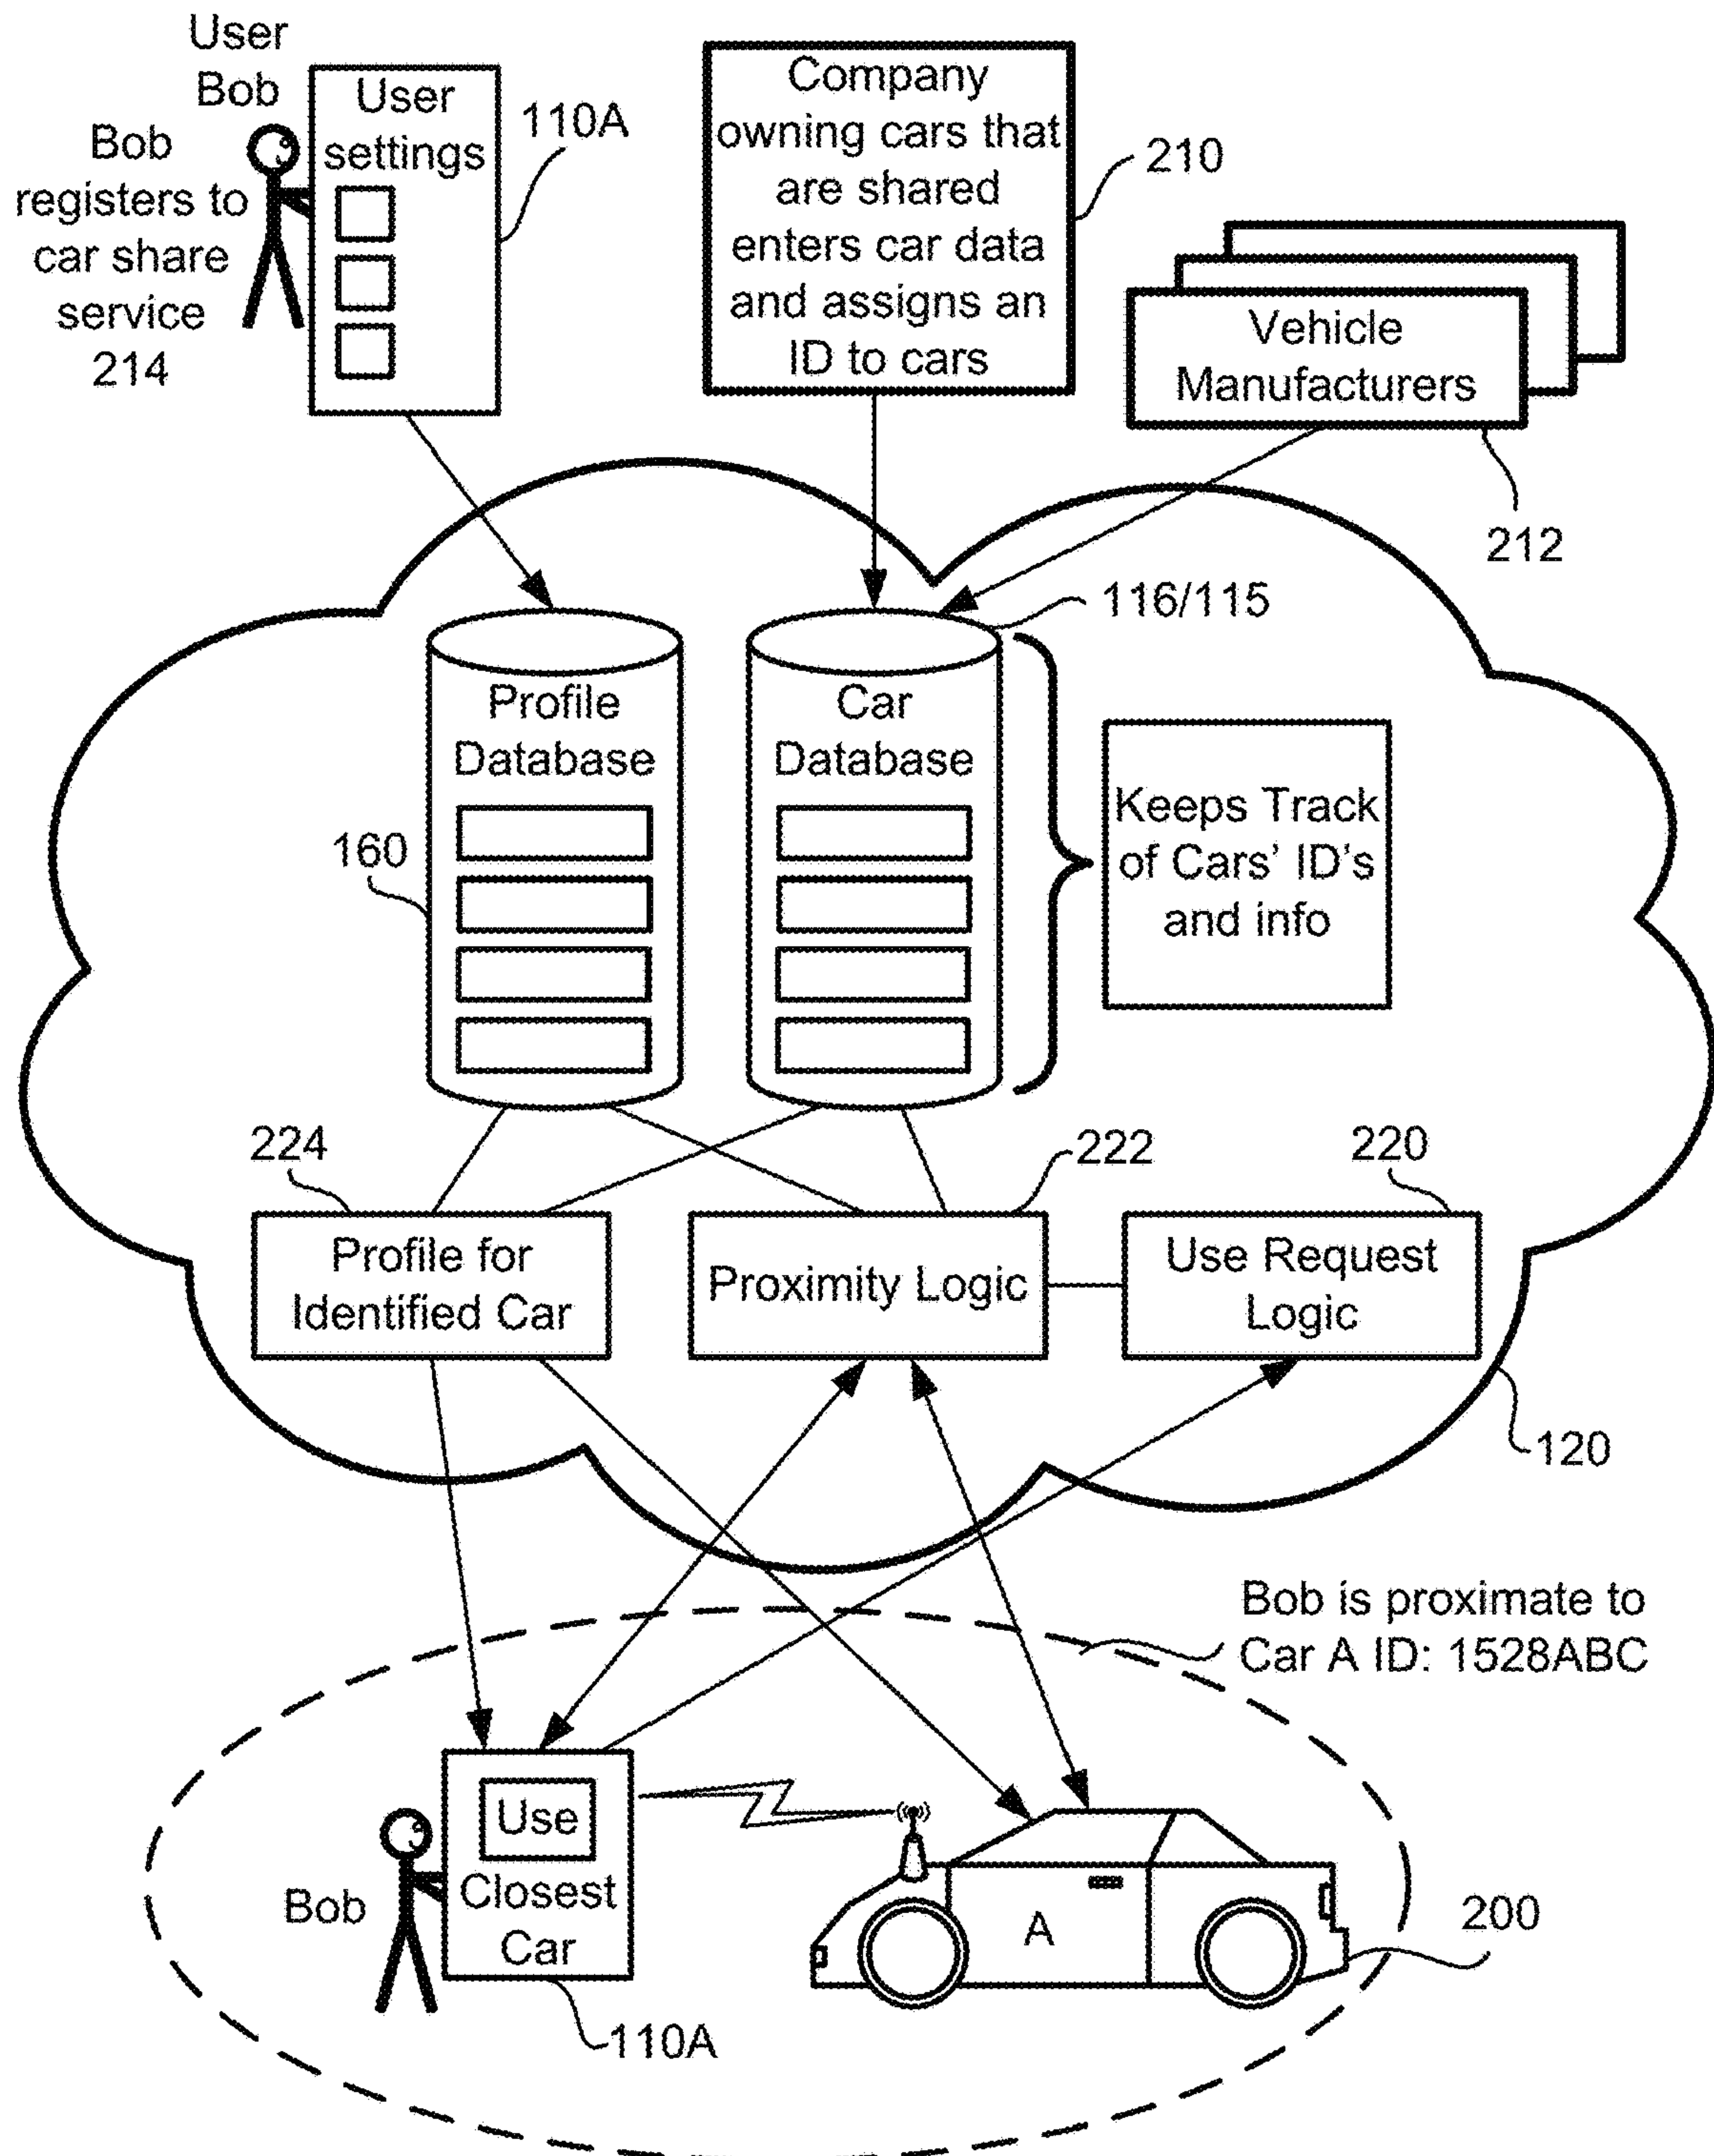 User
Bob
Bob
registers to
car share
service
214
User
settings
110A
Company
owning cars that
are shared
enters car data
and assigns an
ID to cars
210
Vehicle
Manufacturers
212
116/115
Profile
Database
Car
Database
160
Keeps Track
of Cars’ ID’s
and info
224
222
220
Profile for
Identified Car
Proximity Logic
Use Request
Logic
120
Bob is proximate to
Car A ID: 1528ABC
Use
Closest
Car
Bob
A
200
110A